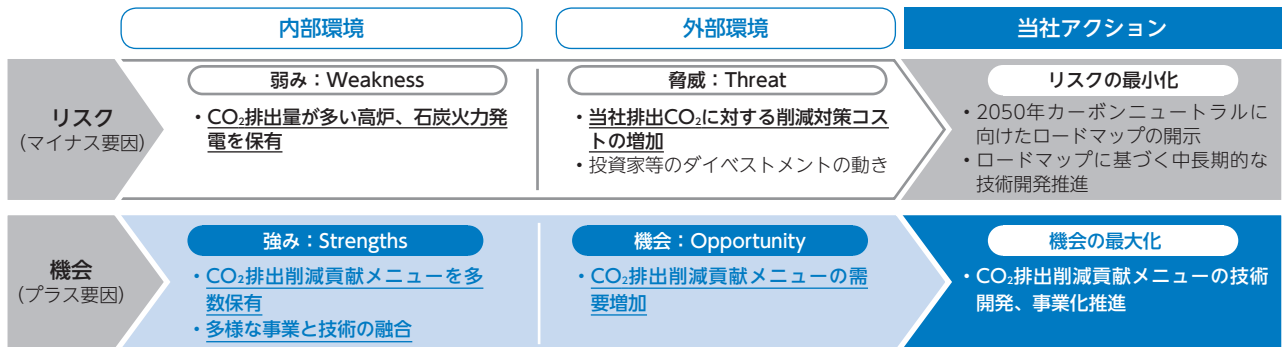 内部環境
外部環境
当社アクション
リスク
(マイナス要因)
弱み：Weakness
・CO₂排出量が多い高炉、石炭火力発
電を保有
脅威：Threat
・当社排出CO₂に対する削減対策コス
トの増加
・投資家等のダイベストメントの動き
リスクの最小化
・2050年カーボンニュートラルに
向けたロードマップの開示
・ロードマップに基づく中長期的な
技術開発推進
機会
(プラス要因)
強み：Strengths
・CO₂排出削減貢献メニューを多
数保有
・多様な事業と技術の融合
機会：Opportunity
・CO₂排出削減貢献メニューの需
要増加
機会の最大化
・CO₂排出削減貢献メニューの技術
開発、事業化推進